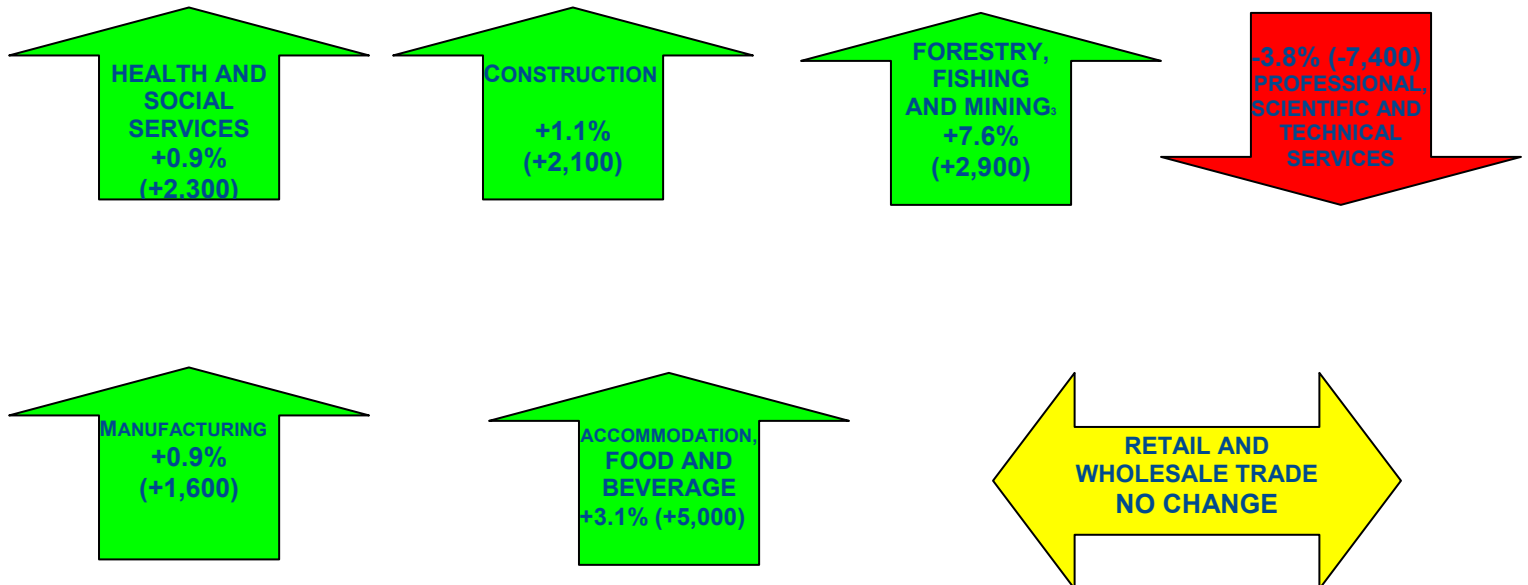 HEALTH AND
SOCIAL
SERVICES
+0.9%
(+2,300)
CONSTRUCTION
+1.1%
(+2,100)
FORESTRY,
FISHING
AND MINING₃
+7.6%
(+2,900)
-3.8% (-7,400)
PROFESSIONAL,
SCIENTIFIC AND
TECHNICAL
SERVICES
MANUFACTURING
+0.9%
(+1,600)
ACCOMMODATION,
FOOD AND
BEVERAGE
+3.1% (+5,000)
RETAIL AND
WHOLESALE TRADE
NO CHANGE